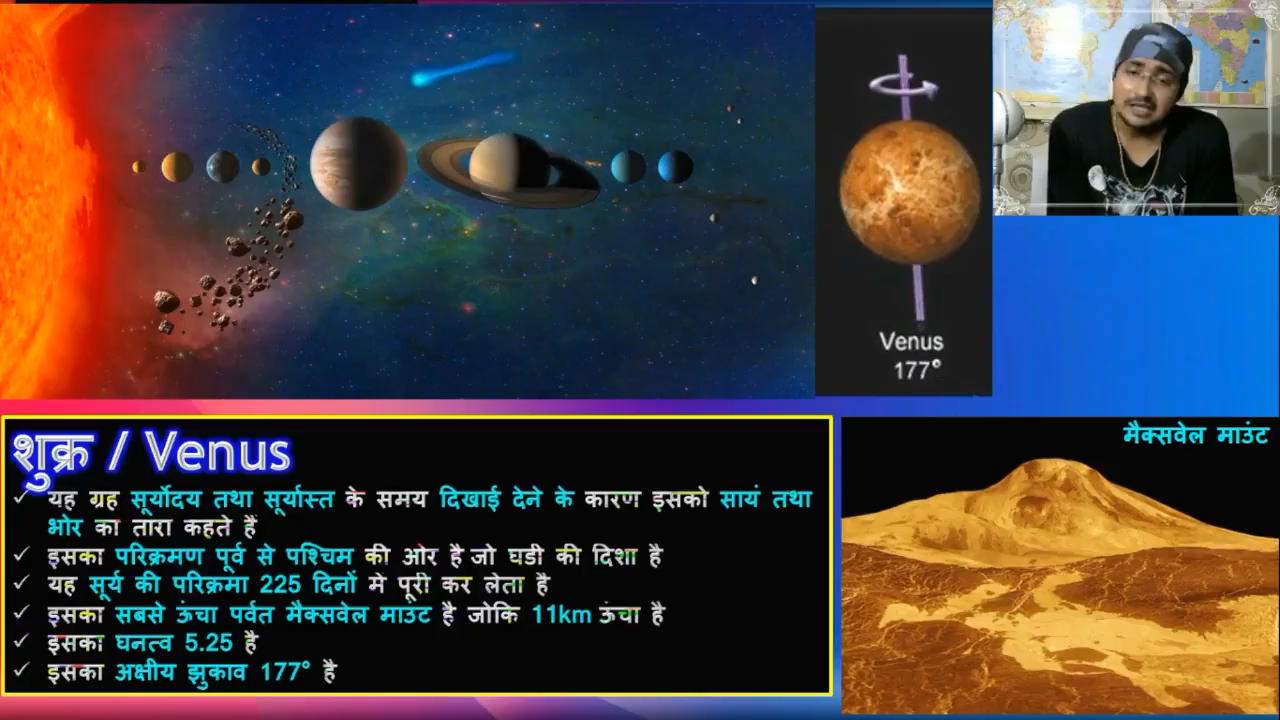 Venus
177°
शुक्र / Venus
✓ यह ग्रह सूर्योदय तथा सूर्यास्त के समय दिखाई देने के कारण इसको सायं तथा
भोर का तारा कहते हैं
✓ इसका परिक्रमण पूर्व से पश्चिम की ओर है जो घडी की दिशा है
✓ यह सूर्य की परिक्रमा 225 दिनों मे पूरी कर लेता है
✓ इसका सबसे ऊंचा पर्वत मैक्सवेल माउंट है जोकि 11km ऊंचा है
✓ इसका घनत्व 5.25 है
✓ इसका अक्षीय झुकाव 177° है
मैक्सवेल माउंट